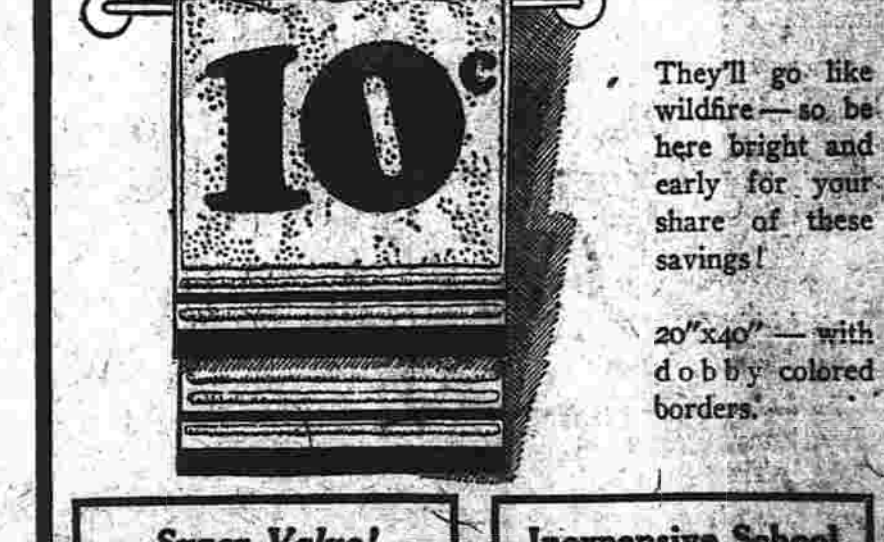 10¢
They'll go like
wildfire — so be
here bright and
early for your
share of these
savings!
20"x40" — with
dobby colored
borders.
Super Value!
Inexpensive School